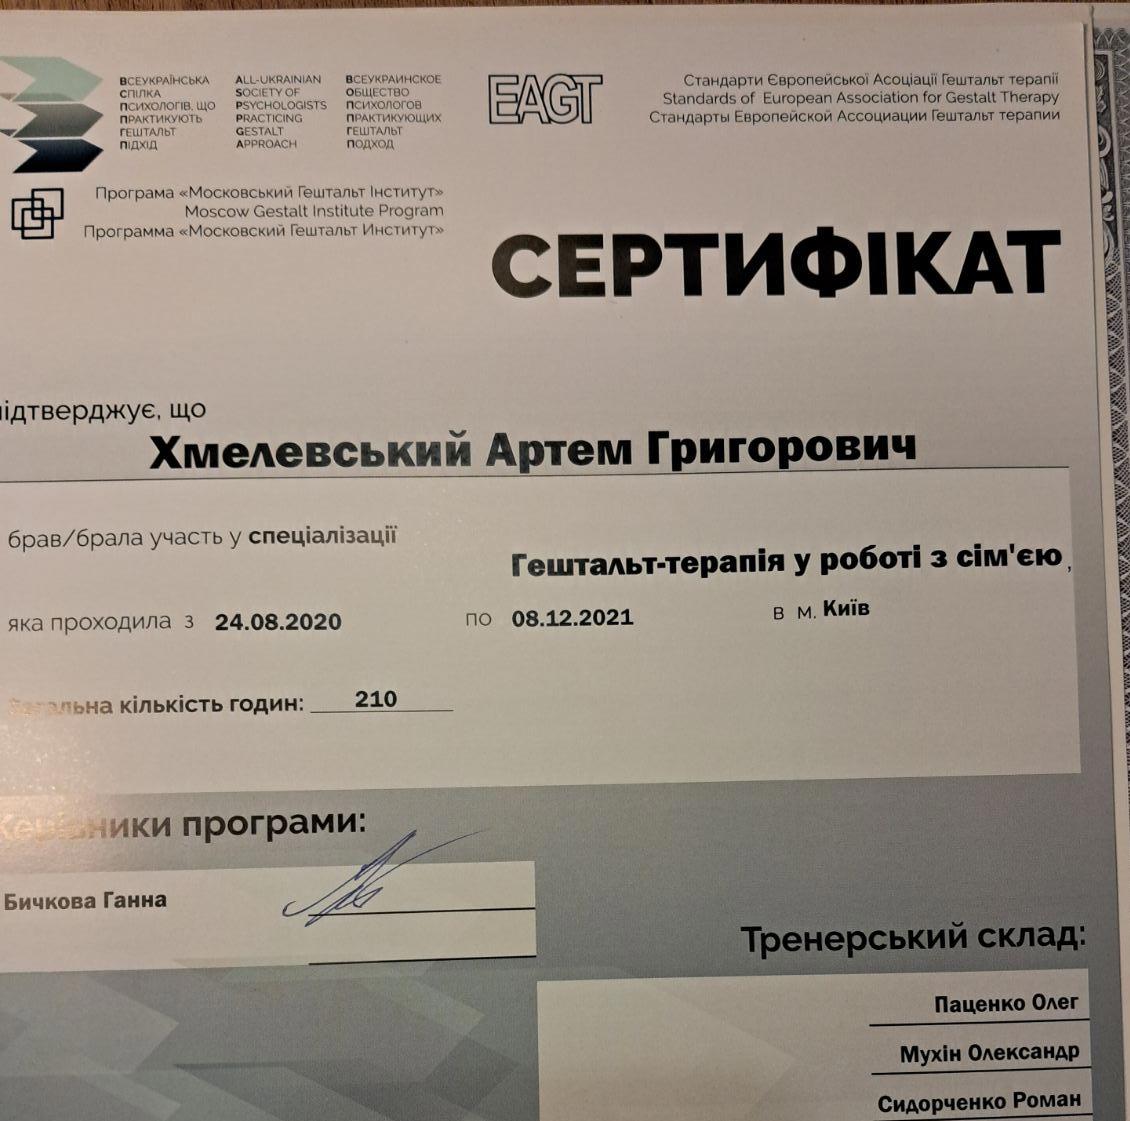 ВСЕУКРАЇНСЬКА
СПІЛКА
ПСИХОЛОГІВ, ЩО
ПРАКТИКУЮТЬ
ГЕШТАЛЬТ
ПІДХІД
ALL-UKRAINIAN
SOCIETY OF
PSYCHOLOGISTS
PRACTICING
GESTALT
APPROACH
ВСЕУКРАИНСКОЕ
ОБЩЕСТВО
ПСИХОЛОГОВ
ПРАКТИКУЮЩИХ
ГЕШТАЛЬТ
ПОДХОД
EAGT
Стандарти Європейської Асоціації Гештальт терапії
Standards of European Association for Gestalt Therapy
Стандарты Европейской Ассоциации Гештальт терапии
Програма «Московський Гештальт Інститут»
Moscow Gestalt Institute Program
Программа «Московский Гештальт Институт»
СЕРТИФІКАТ
підтверджує, що
Хмелевський Артем Григорович
брав/брала участь у спеціалізації
Гештальт-терапія у роботі з сім'єю,
яка проходила з 24.08.2020 по 08.12.2021 в м. Київ
Загальна кількість годин: 210
Керівники програми:
Бичкова Ганна
Тренерський склад:
Паценко Олег
Мухін Олександр
Сидорченко Роман